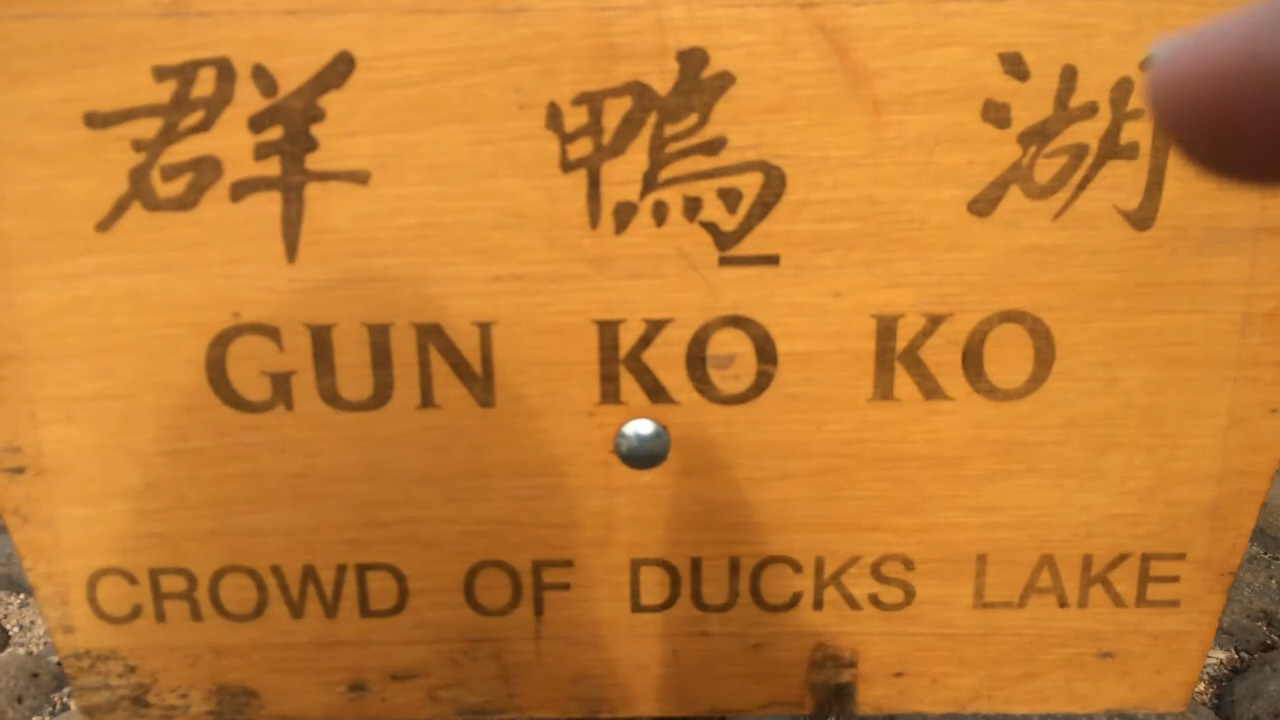 群 鴨 湖
GUN KO KO
CROWD OF DUCKS LAKE